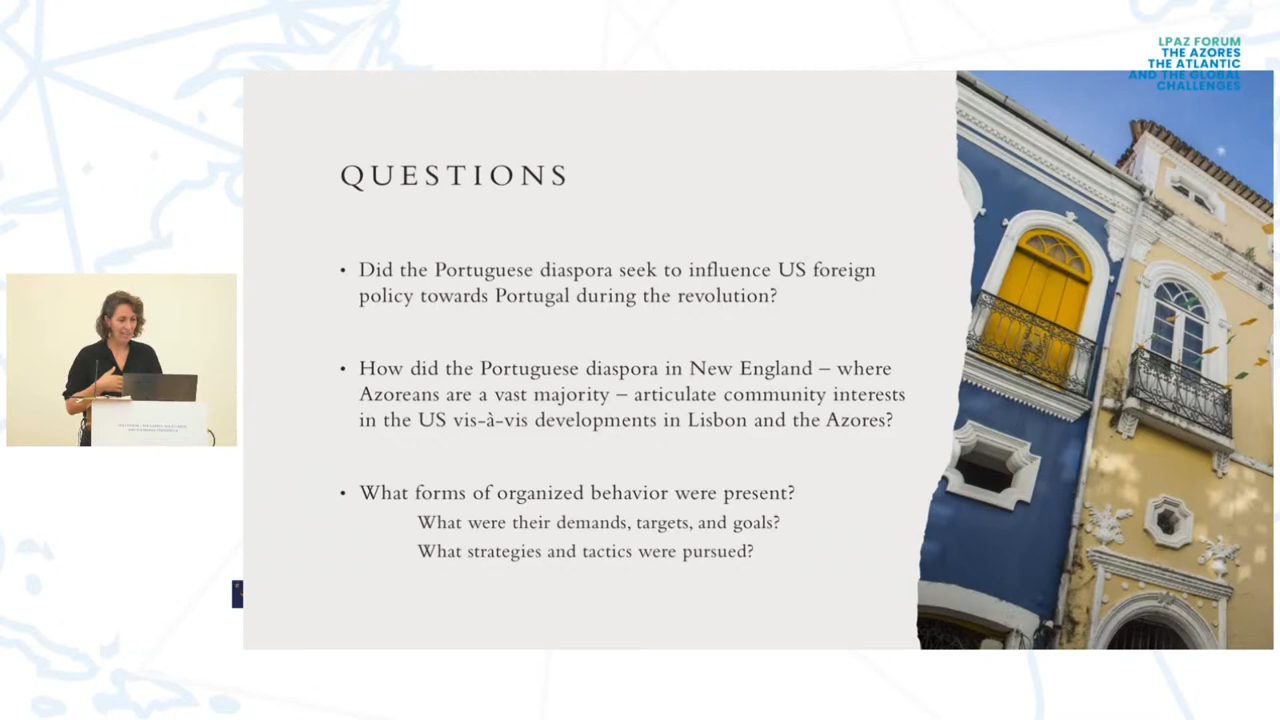 LPAZ FORUM
THE AZORES
THE ATLANTIC
AND THE GLOBAL
CHALLENGES
QUESTIONS
• Did the Portuguese diaspora seek to influence US foreign
policy towards Portugal during the revolution?
• How did the Portuguese diaspora in New England – where
Azoreans are a vast majority – articulate community interests
in the US vis-à-vis developments in Lisbon and the Azores?
• What forms of organized behavior were present?
What were their demands, targets, and goals?
What strategies and tactics were pursued?